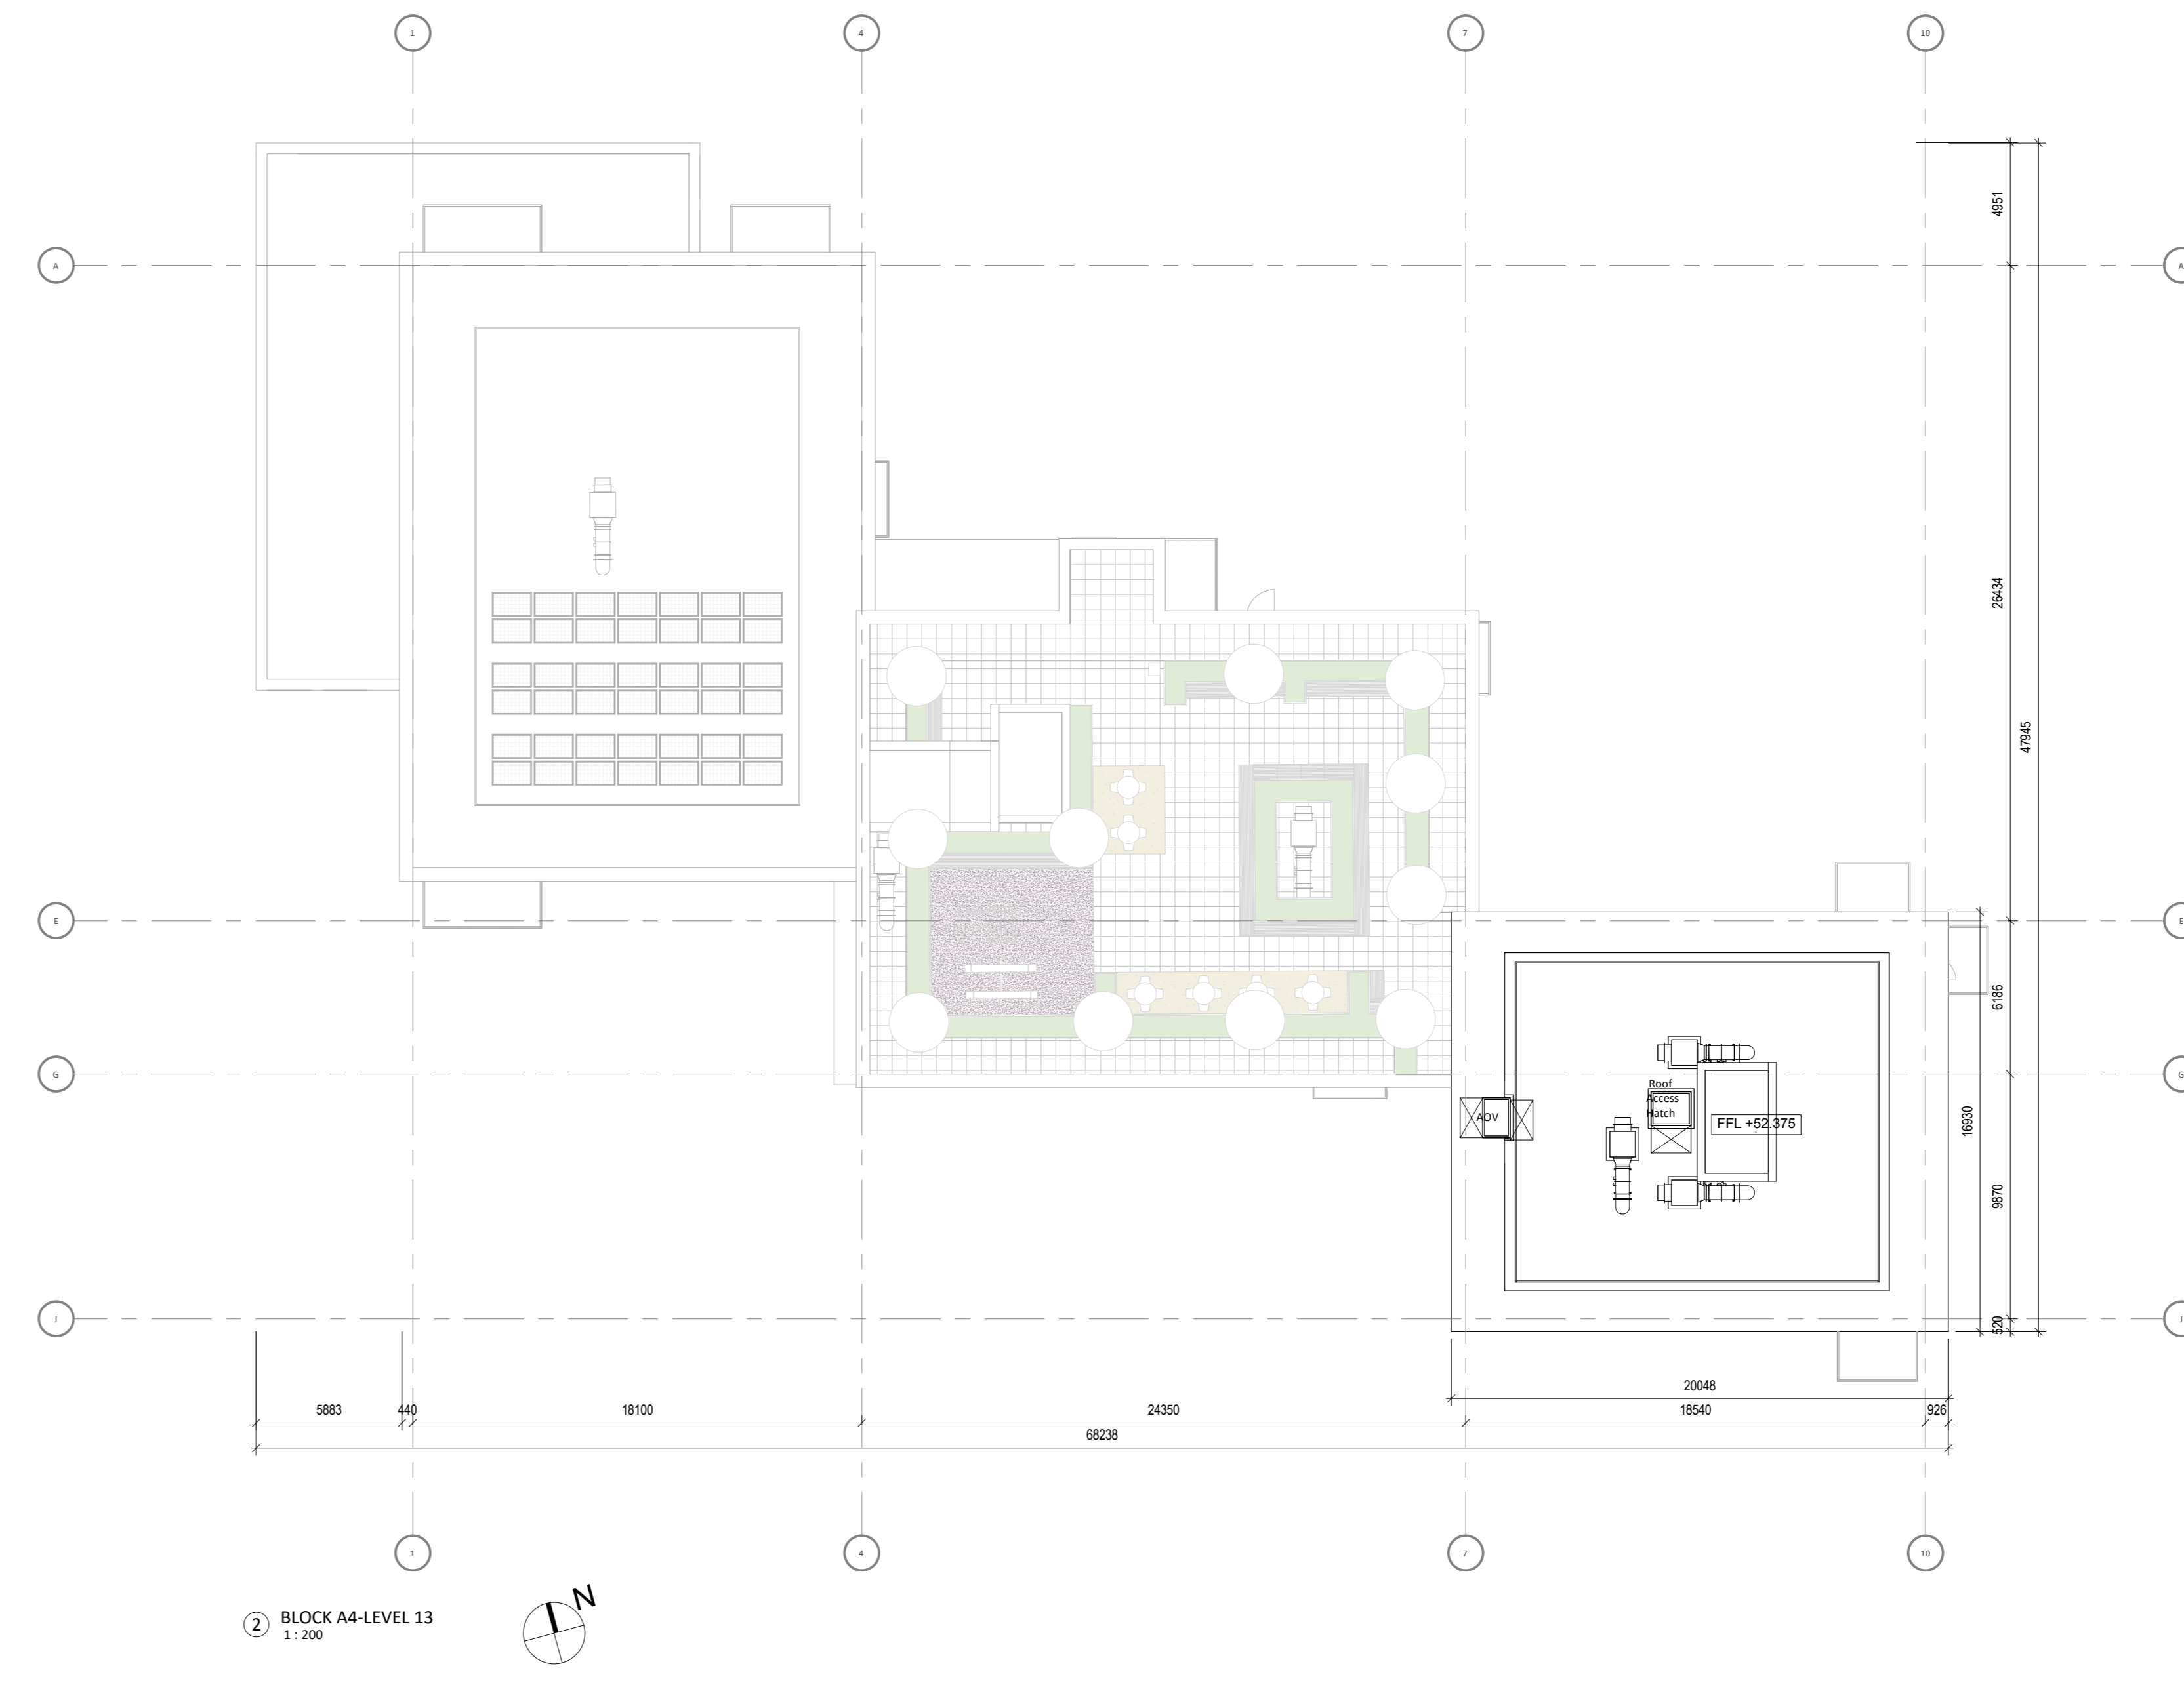 1
4
7
10
4951
A
A
26434
47945
E
E
6186
G
G
Roof
Access
Hatch
AOV
FFL +52.375
16930
9870
J
J
520
20048
5883
440
18100
24350
18540
926
68238
1
4
7
10
N
2
BLOCK A4-LEVEL 13
1 : 200